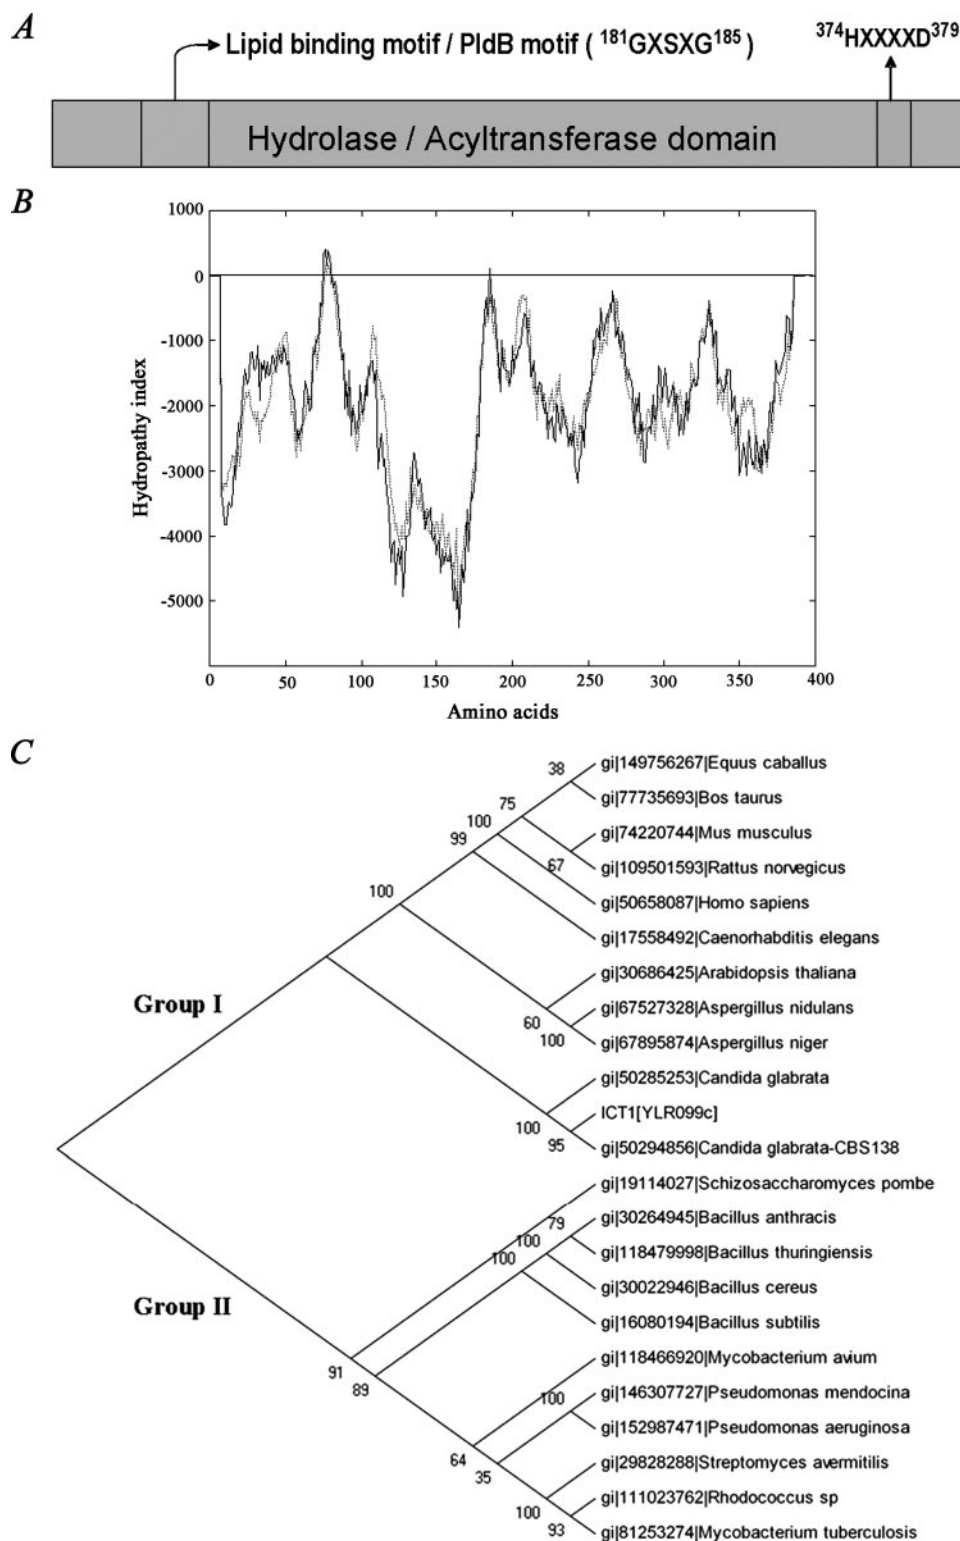 A
Lipid binding motif / PldB motif ( 181GXSXG185)
374HXXXXD379
Hydrolase / Acyltransferase domain
B
1000
0
-1000
-2000
-3000
-4000
-5000
Hydropathy index
0 50 100 150 200 250 300 350 400
Amino acids
C
38
gi|149756267|Equus caballus
75
gi|77735693|Bos taurus
100
gi|74220744|Mus musculus
99
67
gi|109501593|Rattus norvegicus
100
gi|50658087|Homo sapiens
gi|17558492|Caenorhabditis elegans
gi|30686425|Arabidopsis thaliana
Group I
60
gi|67527328|Aspergillus nidulans
100
gi|67895874|Aspergillus niger
gi|50285253|Candida glabrata
100
ICT1[YLR099c]
95
gi|50294856|Candida glabrata-CBS138
gi|19114027|Schizosaccharomyces pombe
79
gi|30264945|Bacillus anthracis
100
100
gi|118479998|Bacillus thuringiensis
gi|30022946|Bacillus cereus
Group II
gi|16080194|Bacillus subtilis
91
gi|118466920|Mycobacterium avium
89
100
gi|146307727|Pseudomonas mendocina
gi|152987471|Pseudomonas aeruginosa
64
gi|29828288|Streptomyces avermitilis
35
gi|111023762|Rhodococcus sp
100
93
gi|81253274|Mycobacterium tuberculosis